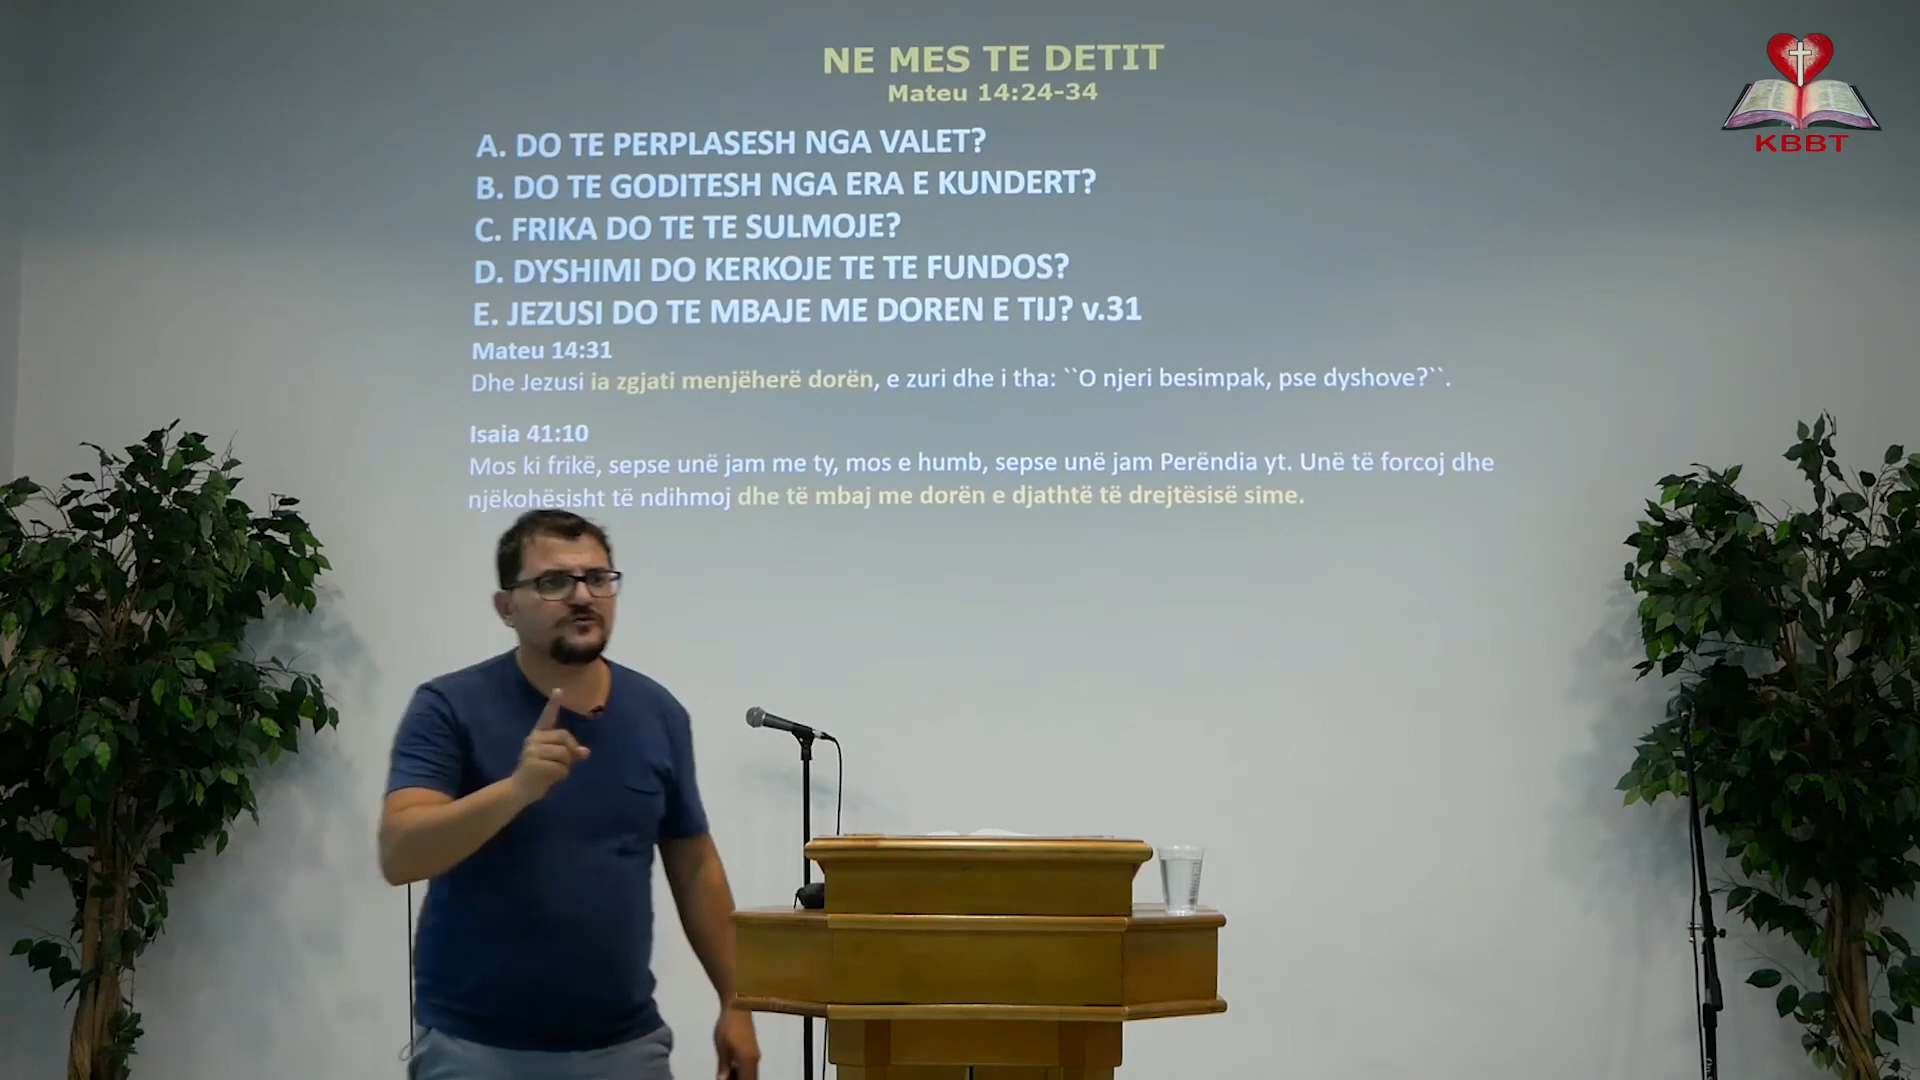 NE MES TE DETIT
Mateu 14:24-34
A. DO TE PERPLASESH NGA VALET?
B. DO TE GODITESH NGA ERA E KUNDERT?
C. FRIKA DO TE TE SULMOJE?
D. DYSHIMI DO KERKOJE TE TE FUNDOS?
E. JEZUSI DO TE MBAJE ME DOREN E TIJ? v.31
Mateu 14:31
Dhe Jezusi ia zgjati menjëherë dorën, e zuri dhe i tha: ``O njeri besimpak, pse dyshove?``.
Isaia 41:10
Mos ki frikë, sepse unë jam me ty, mos e humb, sepse unë jam Perëndia yt. Unë të forcoj dhe
njëkohësisht të ndihmoj dhe të mbaj me dorën e djathtë të drejtësisë sime.
KBBT